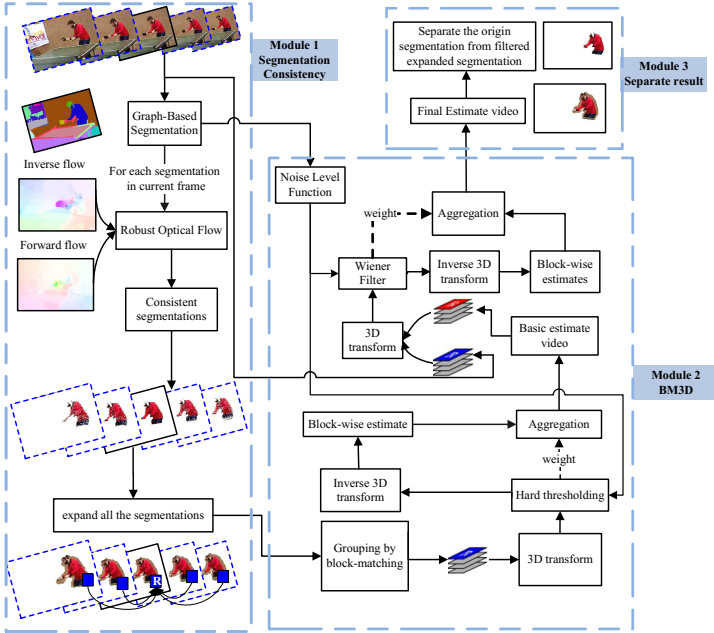 Module 1
Segmentation
Consistency
Graph-Based
Segmentation
Inverse flow
For each segmentation
in current frame
Robust Optical Flow
Forward flow
Consistent
segmentations
expand all the segmentations
R
Separate the origin
segmentation from filtered
expanded segmentation
Final Estimate video
Module 3
Separate result
Noise Level
Function
weight
Aggregation
Wiener
Filter
Inverse 3D
transform
Block-wise
estimates
3D
transform
Basic estimate
video
Module 2
BM3D
Block-wise estimate
Aggregation
weight
Inverse 3D
transform
Hard thresholding
Grouping by
block-matching
3D transform